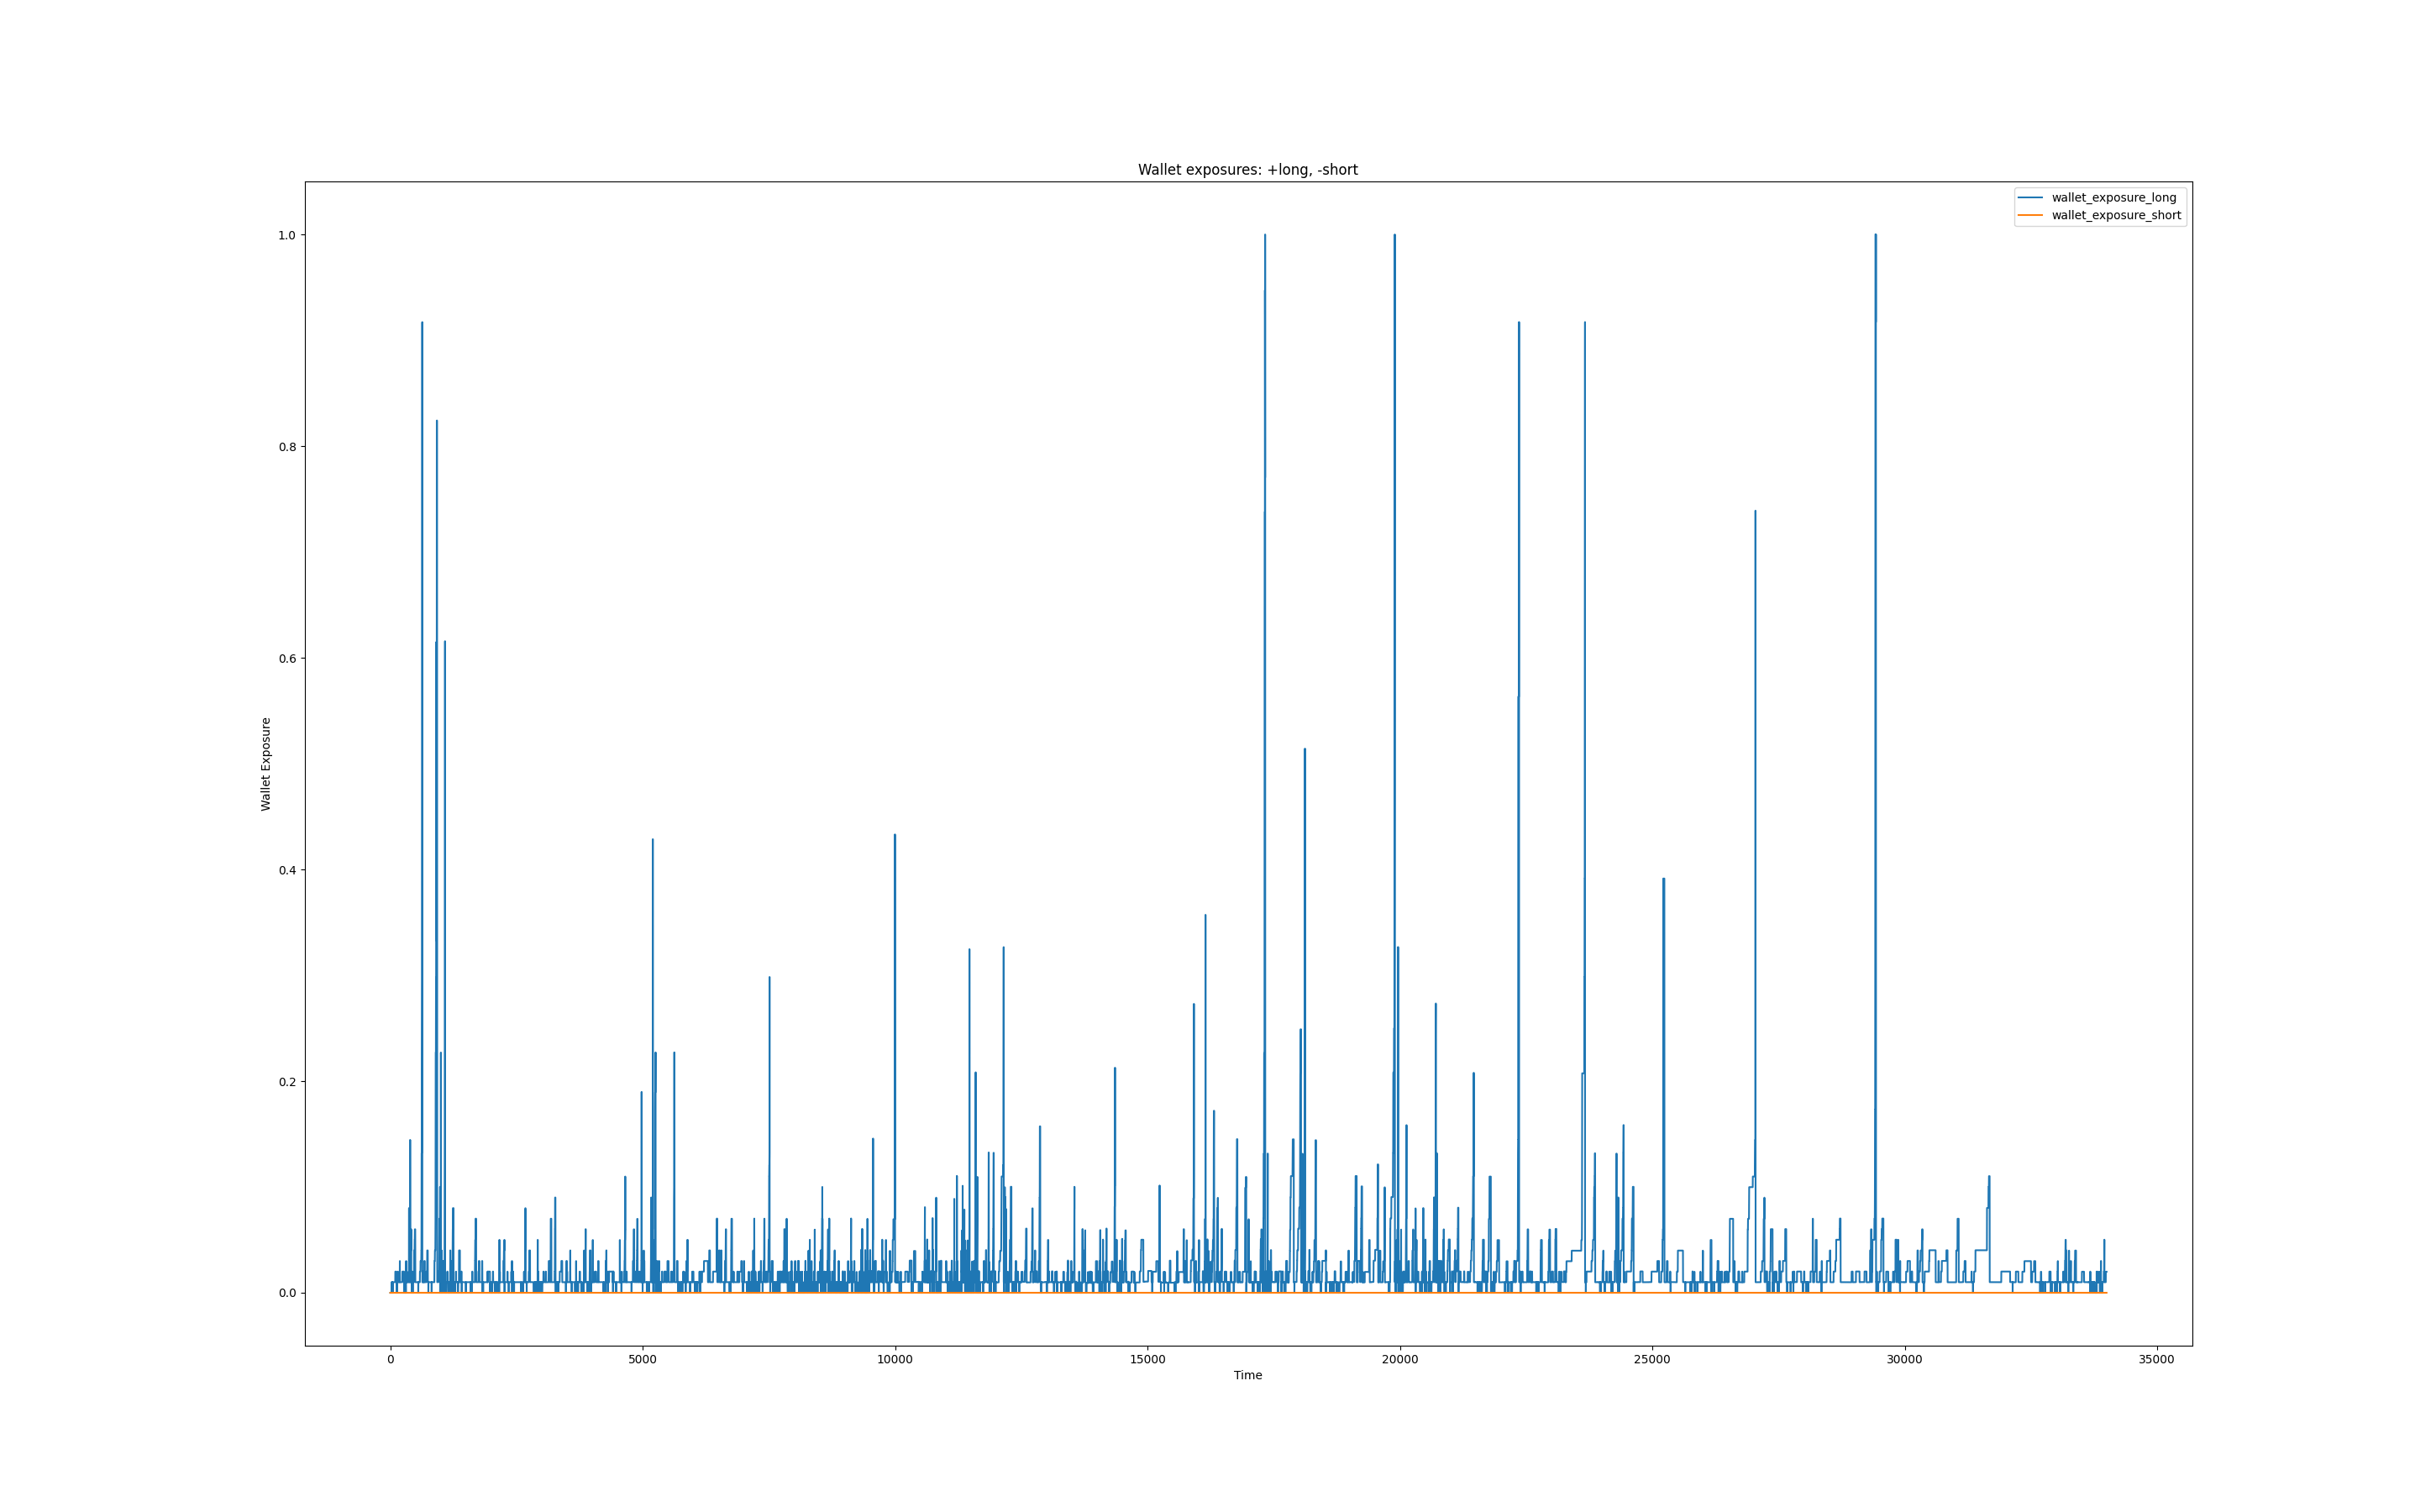 Wallet exposures: +long, -short
wallet_exposure_long
wallet_exposure_short
1.0
0.8
0.6
0.4
0.2
0.0
Wallet Exposure
0 5000 10000 15000 20000 25000 30000 35000
Time